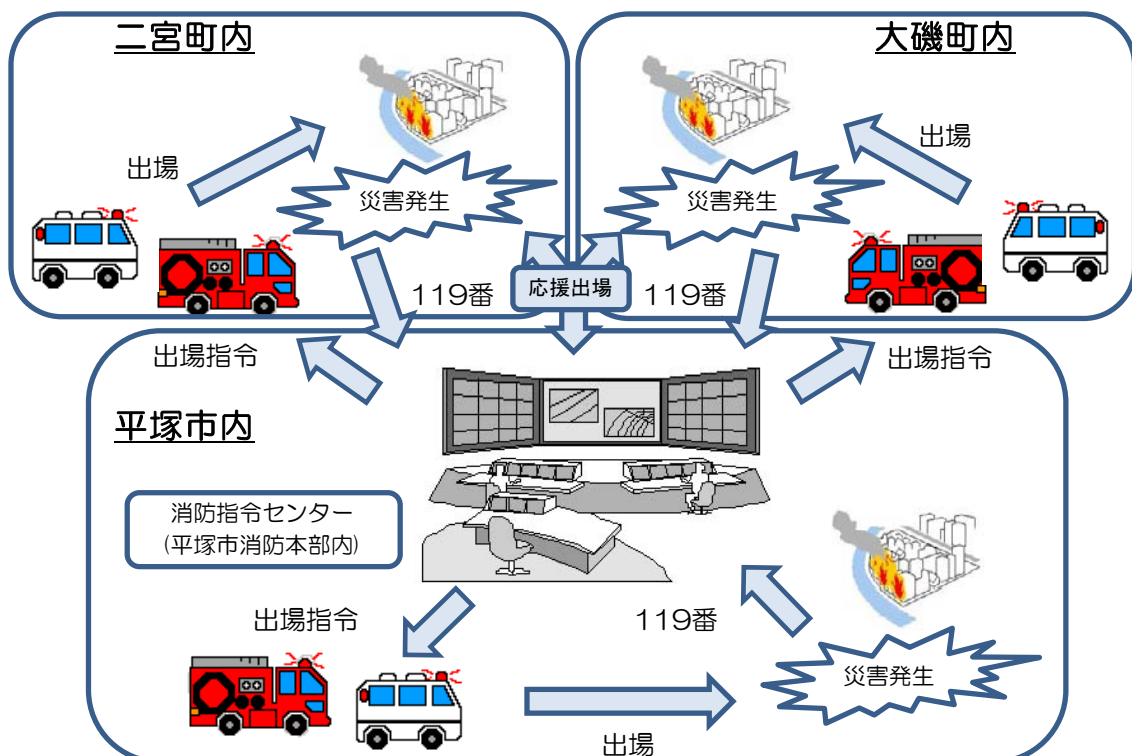 二宮町内
大磯町内
出場
出場
災害発生
災害発生
119番
応援出場
119番
出場指令
出場指令
平塚市内
消防指令センター
(平塚市消防本部内)
出場指令
119番
災害発生
出場